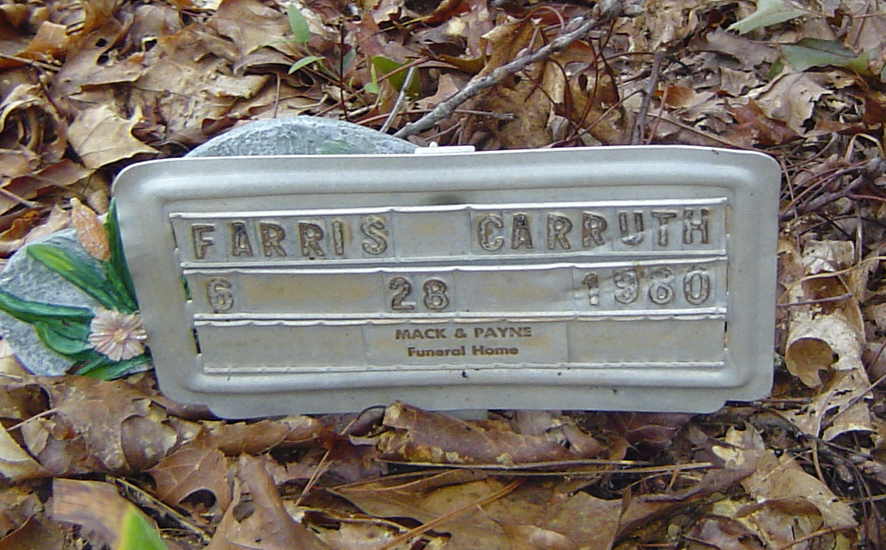 FARRIS CARRUTH
6 28 1980
MACK & PAYNE
Funeral Home